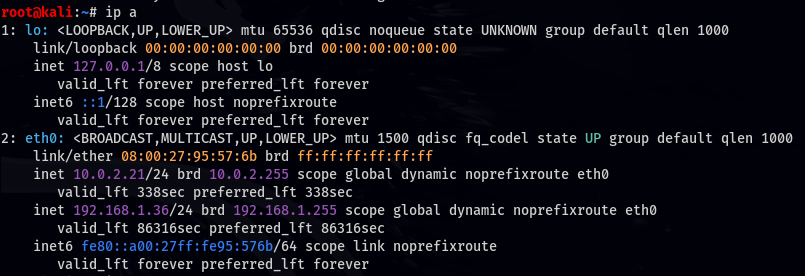 root@kali:~# ip a
1: lo: <LOOPBACK,UP,LOWER_UP> mtu 65536 qdisc noqueue state UNKNOWN group default qlen 1000
    link/loopback 00:00:00:00:00:00 brd 00:00:00:00:00:00
    inet 127.0.0.1/8 scope host lo
       valid_lft forever preferred_lft forever
    inet6 ::1/128 scope host noprefixroute
       valid_lft forever preferred_lft forever
2: eth0: <BROADCAST,MULTICAST,UP,LOWER_UP> mtu 1500 qdisc fq_codel state UP group default qlen 1000
    link/ether 08:00:27:95:57:6b brd ff:ff:ff:ff:ff:ff
    inet 10.0.2.21/24 brd 10.0.2.255 scope global dynamic noprefixroute eth0
       valid_lft 338sec preferred_lft 338sec
    inet 192.168.1.36/24 brd 192.168.1.255 scope global dynamic noprefixroute eth0
       valid_lft 86316sec preferred_lft 86316sec
    inet6 fe80::a00:27ff:fe95:576b/64 scope link noprefixroute
       valid_lft forever preferred_lft forever